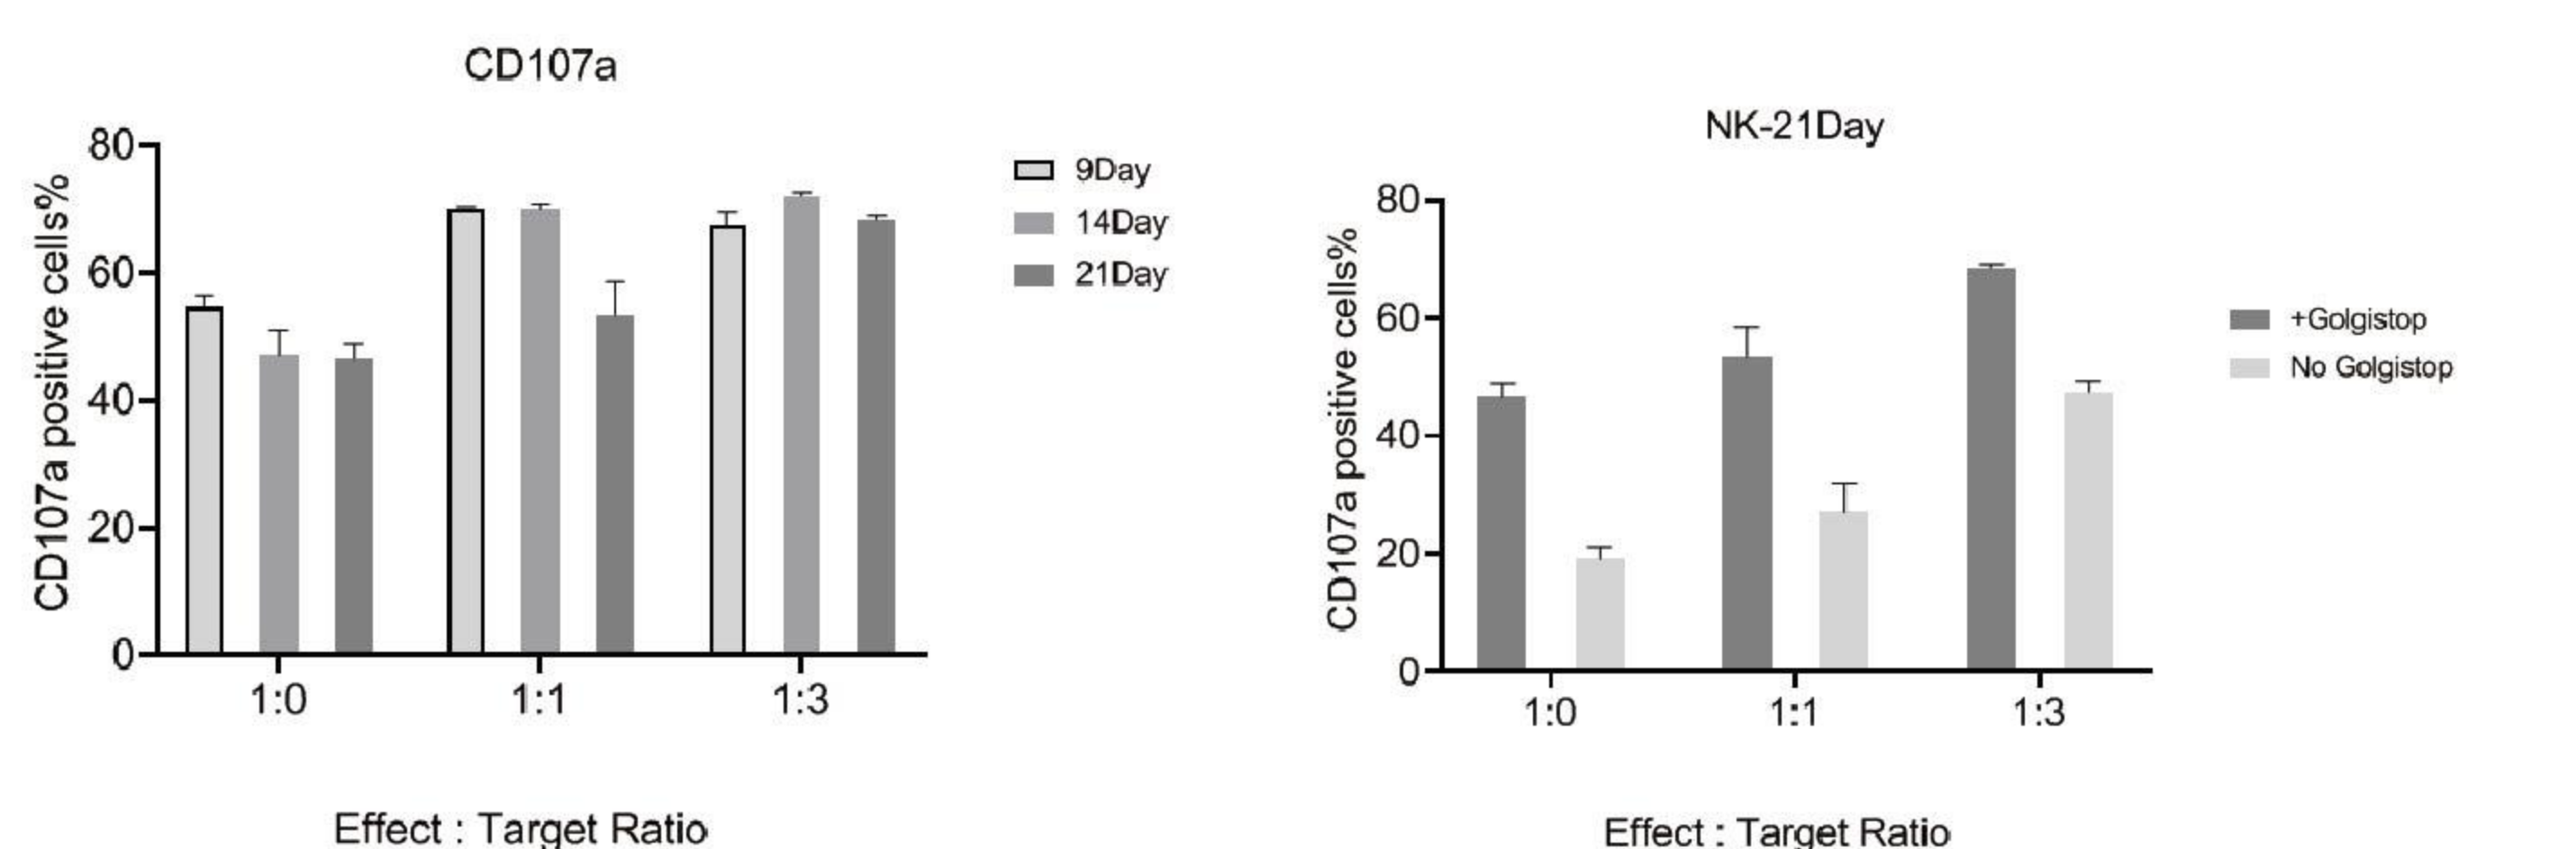 CD107a
CD107a positive cells%
80
60
40
20
0
1:0
1:1
1:3
Effect : Target Ratio
9Day
14Day
21Day
NK-21Day
CD107a positive cells%
80
60
40
20
0
1:0
1:1
1:3
Effect : Target Ratio
+Golgistop
No Golgistop